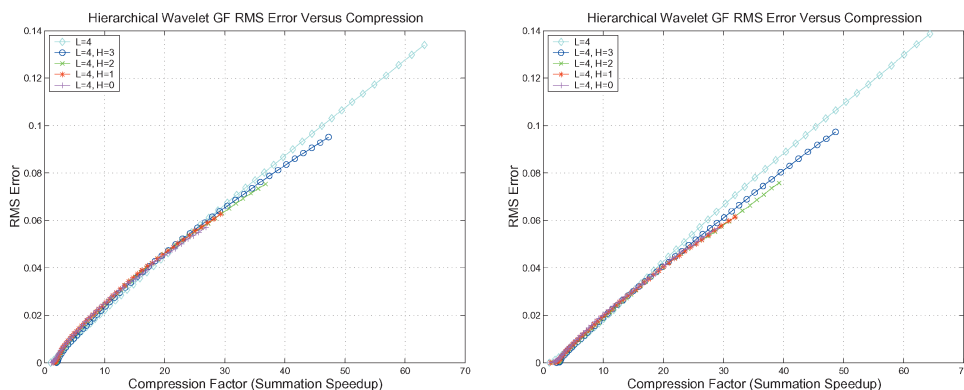 Hierarchical Wavelet GF RMS Error Versus Compression
0.14
0.12
0.1
0.08
0.06
0.04
0.02
0
RMS Error
L=4
L=4, H=3
L=4, H=2
L=4, H=1
L=4, H=0
0 10 20 30 40 50 60 70
Compression Factor (Summation Speedup)
Hierarchical Wavelet GF RMS Error Versus Compression
0.14
0.12
0.1
0.08
0.06
0.04
0.02
0
RMS Error
L=4
L=4, H=3
L=4, H=2
L=4, H=1
L=4, H=0
0 10 20 30 40 50 60 70
Compression Factor (Summation Speedup)